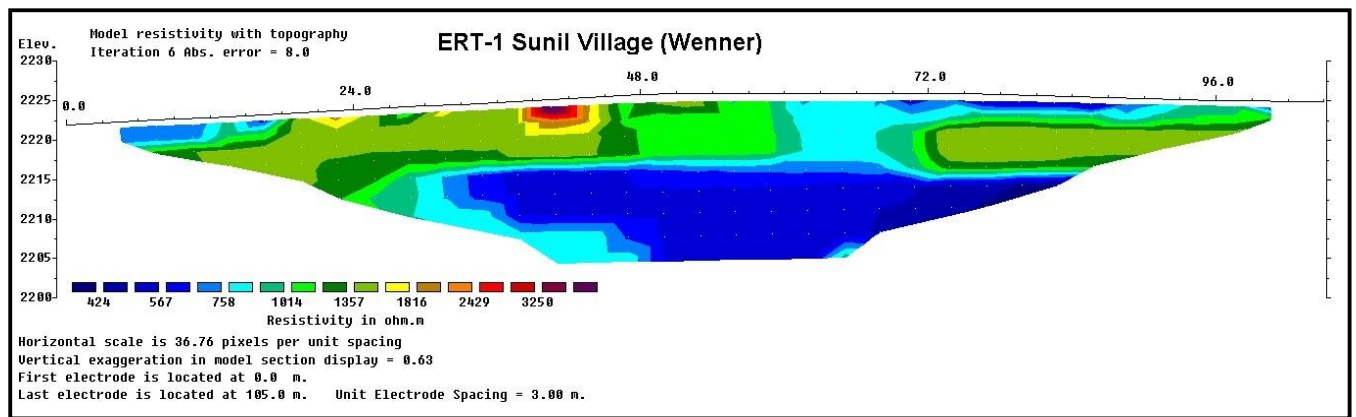 Model resistivity with topography
Elev. Iteration 6 Abs. error = 8.0
ERT-1 Sunil Village (Wenner)
2230
2225
2220
2215
2210
2205
2200
0.0 24.0 48.0 72.0 96.0
424 567 758 1014 1357 1816 2429 3250
Resistivity in ohm.m
Horizontal scale is 36.76 pixels per unit spacing
Vertical exaggeration in model section display = 0.63
First electrode is located at 0.0 m.
Last electrode is located at 105.0 m. Unit Electrode Spacing = 3.00 m.